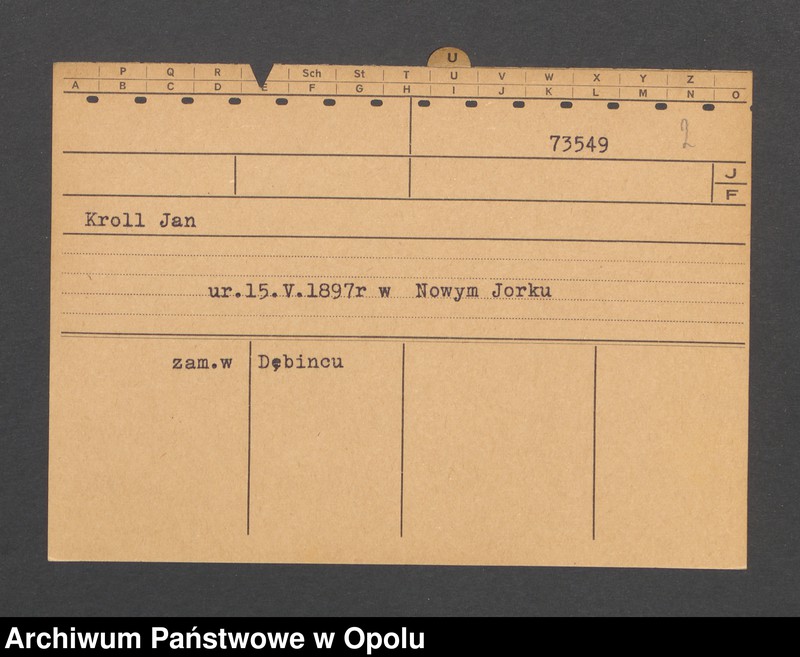 U
P Q R Sch St T U V W X Y Z
A B C D E F G H I J K L M N O
73549 2
J
F
Kroll Jan
ur.15.V.1897r w Nowym Jorku
zam.w Dębincu
Archiwum Państwowe w Opolu